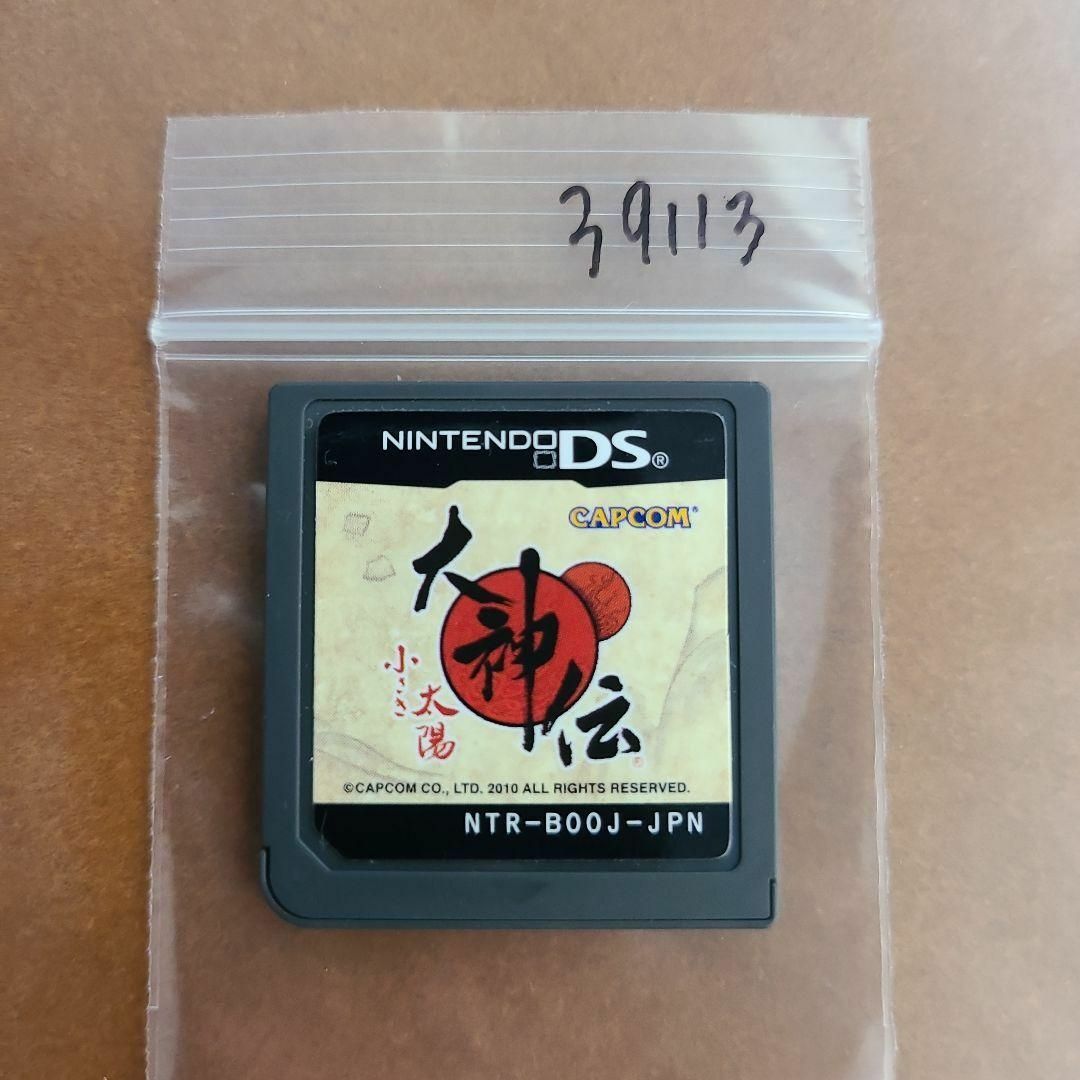 39113
NINTENDO DS®
CAPCOM®
大神伝
小さき
太陽
©CAPCOM CO., LTD. 2010 ALL RIGHTS RESERVED.
NTR-B00J-JPN